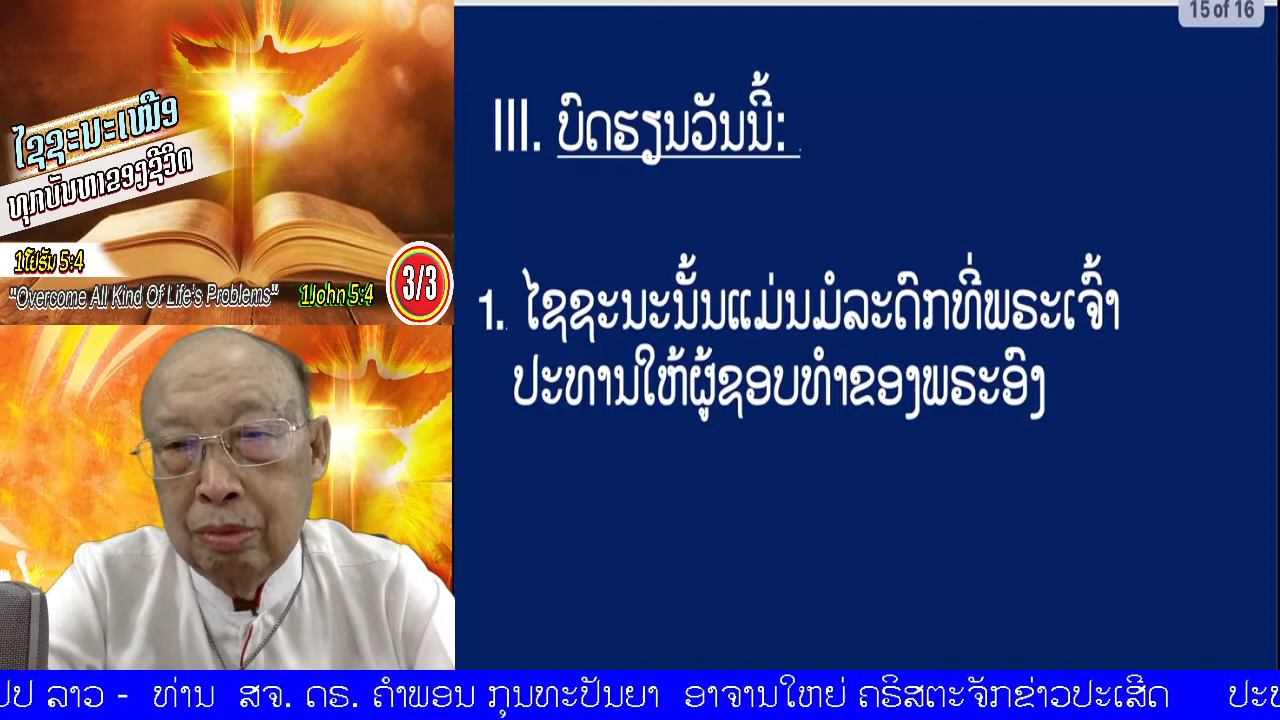 ໄຊຊະນະເໜືອ
ທຸກບັນຫາຂອງຊີວິດ
1ໂຢຮັນ 5:4
"Overcome All Kind Of Life's Problems"
1John 5:4
3/3
15 of 16
III. ບົດຮຽນວັນນີ້:
1. ໄຊຊະນະນັ້ນແມ່ນມໍລະດົກທີ່ພຣະເຈົ້າ
ປະທານໃຫ້ຜູ້ຊອບທຳຂອງພຣະອົງ
ປປ ລາວ - ທ່ານ ສຈ. ດຣ. ຄຳພອນ ກຸນທະປັນຍາ ອາຈານໃຫຍ່ ຄຣິສຕະຈັກຂ່າວປະເສີດ